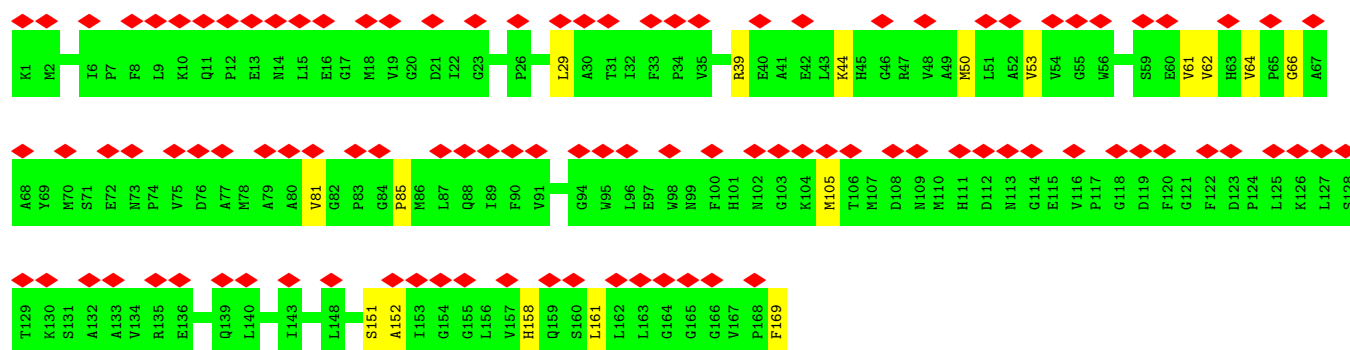 K1 M2 I6 P7 F8 L9 K10 Q11 P12 E13 N14 L15 E16 G17 M18 V19 G20 D21 I22 G23 P26 L29 A30 T31 I32 F33 P34 V35 R39 E40 A41 E42 L43 K44 H45 G46 R47 V48 A49 M50 L51 A52 V53 V54 G55 W56 S59 E60 V61 V62 H63 V64 P65 G66 A67
A68 Y69 M70 S71 E72 N73 P74 V75 D76 A77 M78 A79 A80 V81 G82 P83 G84 P85 M86 L87 Q88 I89 F90 V91 G94 W95 L96 E97 W98 N99 F100 H101 N102 G103 K104 M105 T106 M107 D108 N109 M110 H111 D112 N113 G114 E115 V116 P117 G118 D119 F120 G121 F122 D123 P124 L125 K126 L127 S128
T129 K130 S131 A132 A133 V134 R135 E136 Q139 L140 I143 L148 S151 A152 I153 G154 G155 L156 V157 H158 Q159 S160 L161 L162 L163 G164 G165 G166 V167 P168 F169